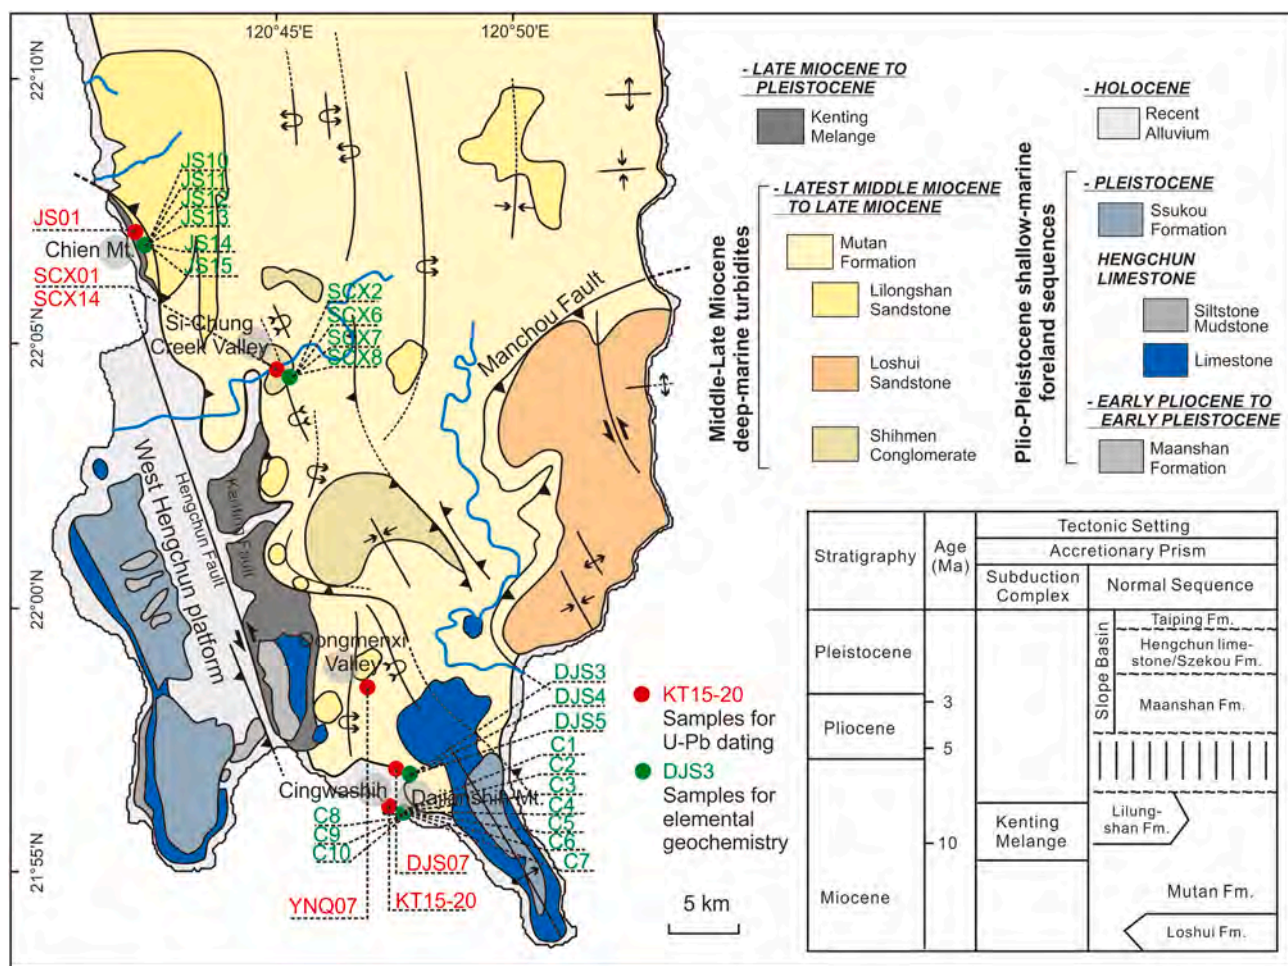 120°45'E
120°50'E
22°10'N
22°05'N
22°00'N
21°55'N
JS01
Chien Mt.
SCX01
SCX14
JS10
JS11
JS12
JS13
JS14
JS15
SCX2
SCX6
SCX7
SCX8
Si-Chung
Creek Valley
Manchou Fault
West Hengchun platform
Hengchun Fault
Kenting Fault
Dongmenxi
Valley
DJS3
DJS4
DJS5
C1
C2
C3
C4
C5
C6
C7
Cingwashih
Dajianshih Mt.
C8
C9
C10
DJS07
YNQ07
KT15-20
- LATE MIOCENE TO
PLEISTOCENE
Kenting
Melange
Middle-Late Miocene
deep-marine turbidites
- LATEST MIDDLE MIOCENE
TO LATE MIOCENE
Mutan
Formation
Lilongshan
Sandstone
Loshui
Sandstone
Shihmen
Conglomerate
- HOLOCENE
Recent
Alluvium
Plio-Pleistocene shallow-marine
foreland sequences
- PLEISTOCENE
Ssukou
Formation
HENGCHUN
LIMESTONE
Siltstone
Mudstone
Limestone
- EARLY PLIOCENE TO
EARLY PLEISTOCENE
Maanshan
Formation
KT15-20
Samples for
U-Pb dating
DJS3
Samples for
elemental
geochemistry
5 km
Stratigraphy
Age
(Ma)
Tectonic Setting
Accretionary Prism
Subduction
Complex
Normal Sequence
Pleistocene
Pliocene
Miocene
3
5
10
Kenting
Melange
Slope Basin
Taiping Fm.
Hengchun lime-
stone/Szekou Fm.
Maanshan Fm.
Lilung-
shan Fm.
Mutan Fm.
Loshui Fm.